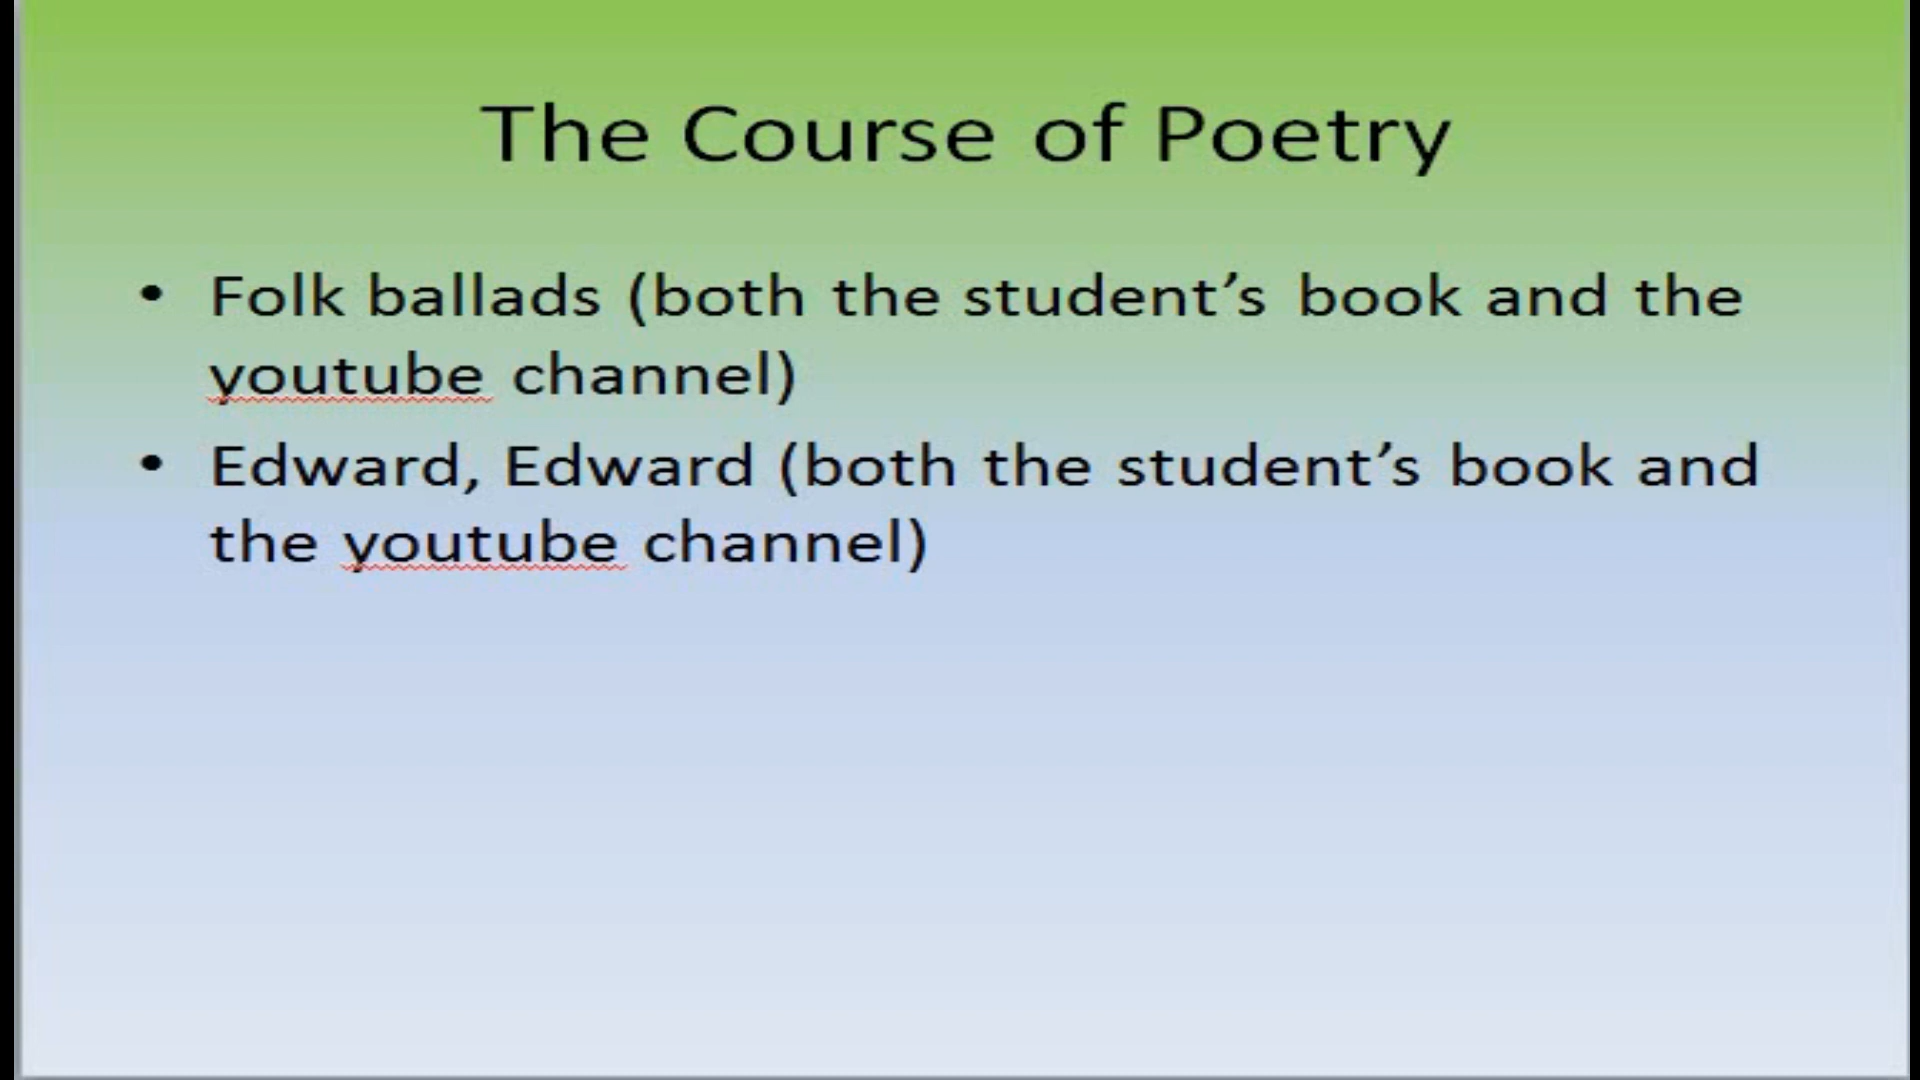 The Course of Poetry
• Folk ballads (both the student’s book and the
youtube channel)
• Edward, Edward (both the student’s book and
the youtube channel)